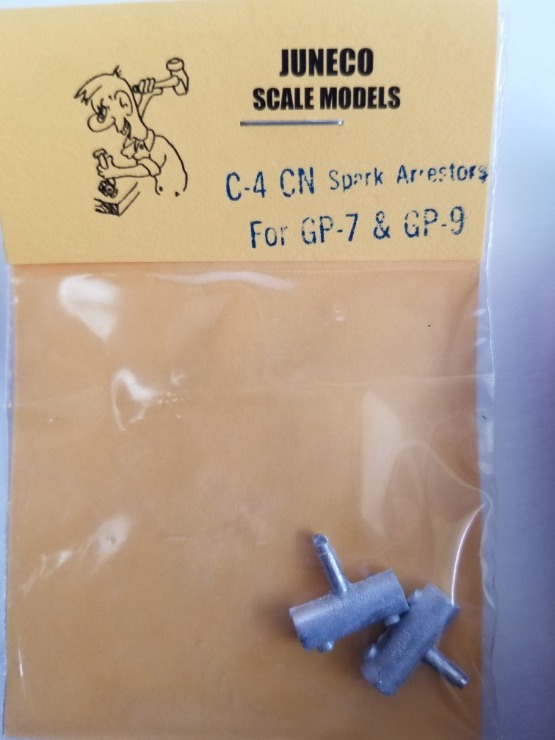 JUNECO
SCALE MODELS
C-4 CN Spark Arrestors
For GP-7 & GP-9